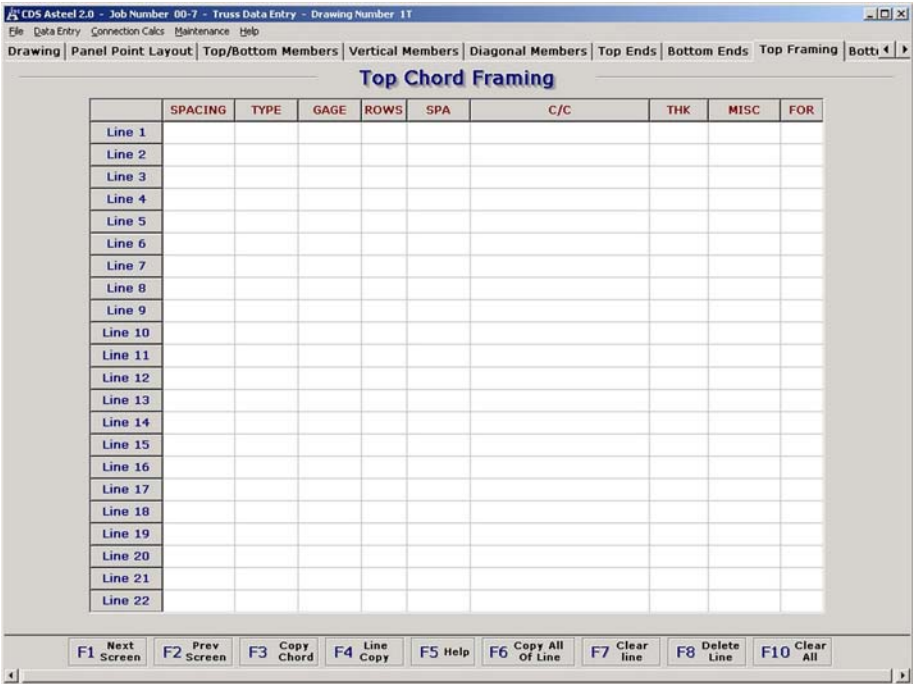 CDS Asteel 2.0 - Job Number 00-7 - Truss Data Entry - Drawing Number 1T
File Data Entry Connection Calcs Maintenance Help
Drawing Panel Point Layout Top/Bottom Members Vertical Members Diagonal Members Top Ends Bottom Ends Top Framing Botto
Top Chord Framing
SPACING TYPE GAGE ROWS SPA C/C THK MISC FOR
Line 1
Line 2
Line 3
Line 4
Line 5
Line 6
Line 7
Line 8
Line 9
Line 10
Line 11
Line 12
Line 13
Line 14
Line 15
Line 16
Line 17
Line 18
Line 19
Line 20
Line 21
Line 22
F1 Next Screen F2 Prev Screen F3 Copy Chord F4 Line Copy F5 Help F6 Copy All Of Line F7 Clear line F8 Delete Line F10 Clear All